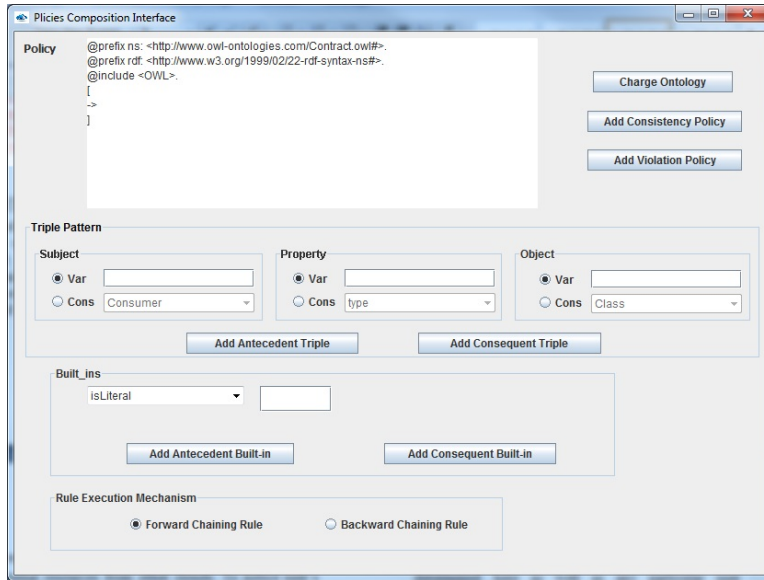 Plicies Composition Interface
Policy
@prefix ns: <http://www.owl-ontologies.com/Contract.owl#>.
@prefix rdf: <http://www.w3.org/1999/02/22-rdf-syntax-ns#>.
@include <OWL>.
[
->
]
Charge Ontology
Add Consistency Policy
Add Violation Policy
Triple Pattern
Subject
Var
Cons Consumer
Property
Var
Cons type
Object
Var
Cons Class
Add Antecedent Triple
Add Consequent Triple
Built_ins
isLiteral
Add Antecedent Built-in
Add Consequent Built-in
Rule Execution Mechanism
Forward Chaining Rule
Backward Chaining Rule